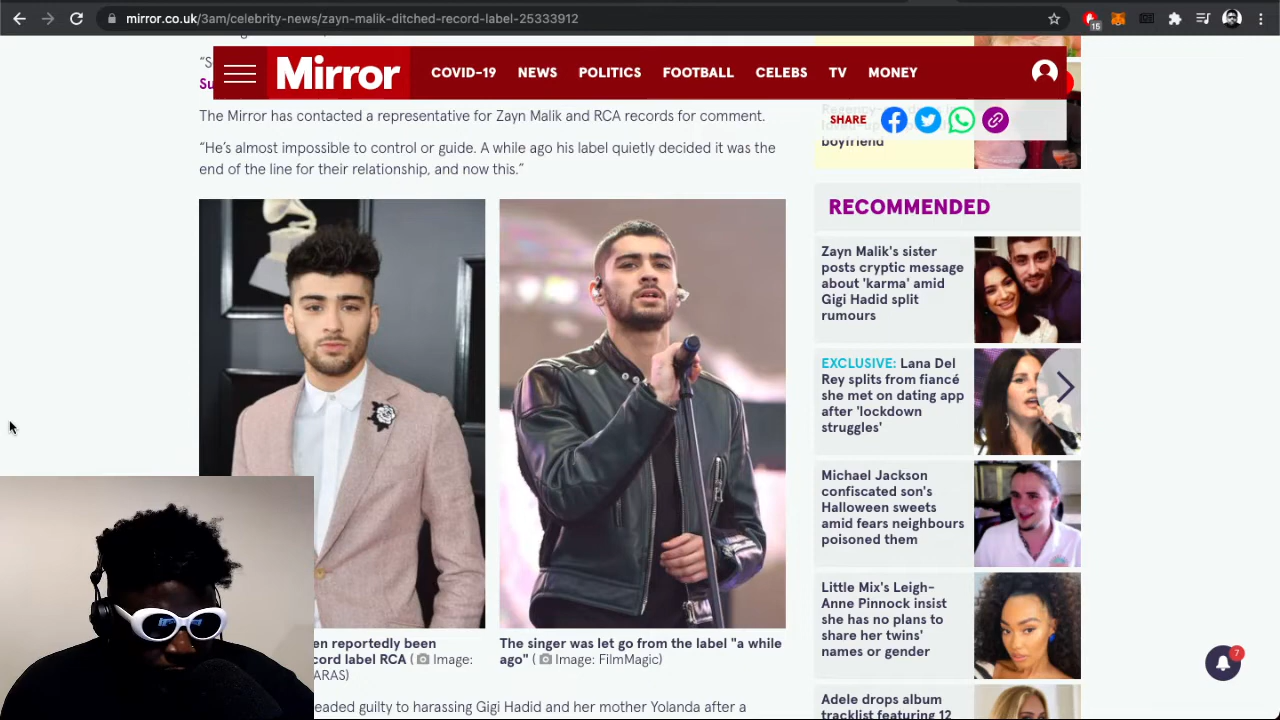 mirror.co.uk/3am/celebrity-news/zayn-malik-ditched-record-label-25333912
15
Mirror
COVID-19 NEWS POLITICS FOOTBALL CELEBS TV MONEY
The Mirror has contacted a representative for Zayn Malik and RCA records for comment.
“He’s almost impossible to control or guide. A while ago his label quietly decided it was the
end of the line for their relationship, and now this.”
en reportedly been
cord label RCA ( Image:
ARAS)
The singer was let go from the label "a while
ago" ( Image: FilmMagic)
eaded guilty to harassing Gigi Hadid and her mother Yolanda after a
SHARE
boyfriend
RECOMMENDED
Zayn Malik's sister
posts cryptic message
about 'karma' amid
Gigi Hadid split
rumours
EXCLUSIVE: Lana Del
Rey splits from fiancé
she met on dating app
after 'lockdown
struggles'
Michael Jackson
confiscated son's
Halloween sweets
amid fears neighbours
poisoned them
Little Mix's Leigh-
Anne Pinnock insist
she has no plans to
share her twins'
names or gender
Adele drops album
tracklist featuring 12
7